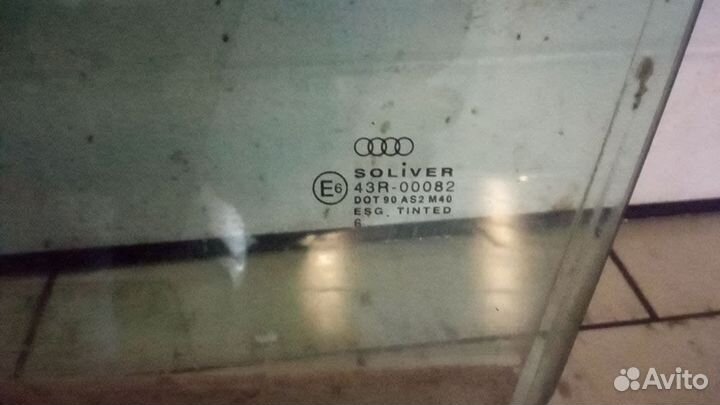 SOLiVER
E6 43R-00082
DOT 90 AS2 M40
ESG. TINTED
6
Avito